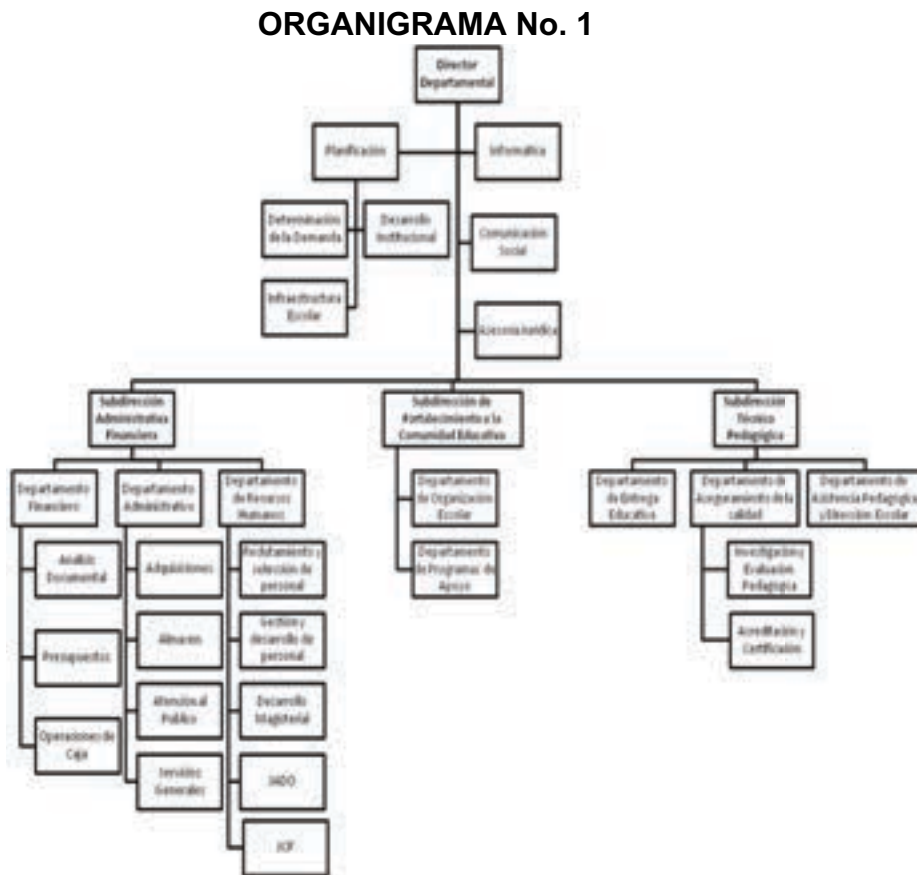 ORGANIGRAMA No. 1
Director
Departamental
Planificación
Informática
Determinación
de la Demanda
Desarrollo
Institucional
Comunicación
Social
Infraestructura
Escolar
Asesoría Jurídica
Subdirección
Administrativa
Financiera
Subdirección de
Fortalecimiento a la
Comunidad Educativa
Subdirección
Técnico
Pedagógica
Departamento
Financiero
Departamento
Administrativo
Departamento
de Recursos
Humanos
Departamento
de Organización
Escolar
Departamento
de Entrega
Educativa
Departamento de
Aseguramiento de la
calidad
Departamento de
Asistencia Pedagógica
y Dirección Escolar
Análisis
Documental
Adquisiciones
Reclutamiento y
selección de
personal
Departamento
de Programas de
Apoyo
Investigación y
Evaluación
Pedagógica
Presupuestos
Almacén
Gestión y
desarrollo de
personal
Acreditación y
Certificación
Operaciones de
Caja
Atención al
Público
Desarrollo
Magisterial
Servicios
Generales